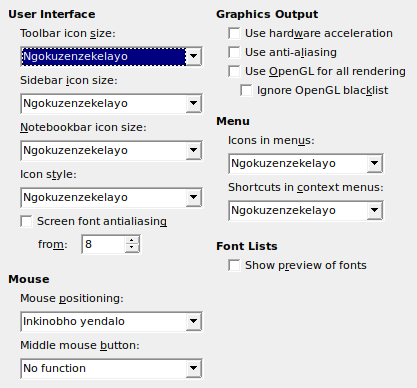 User Interface
Toolbar icon size:
Ngokuzenzekelayo
Sidebar icon size:
Ngokuzenzekelayo
Notebookbar icon size:
Ngokuzenzekelayo
Icon style:
Ngokuzenzekelayo
Screen font antialiasing
from: 8
Mouse
Mouse positioning:
Inkinobho yendalo
Middle mouse button:
No function
Graphics Output
Use hardware acceleration
Use anti-aliasing
Use OpenGL for all rendering
Ignore OpenGL blacklist
Menu
Icons in menus:
Ngokuzenzekelayo
Shortcuts in context menus:
Ngokuzenzekelayo
Font Lists
Show preview of fonts